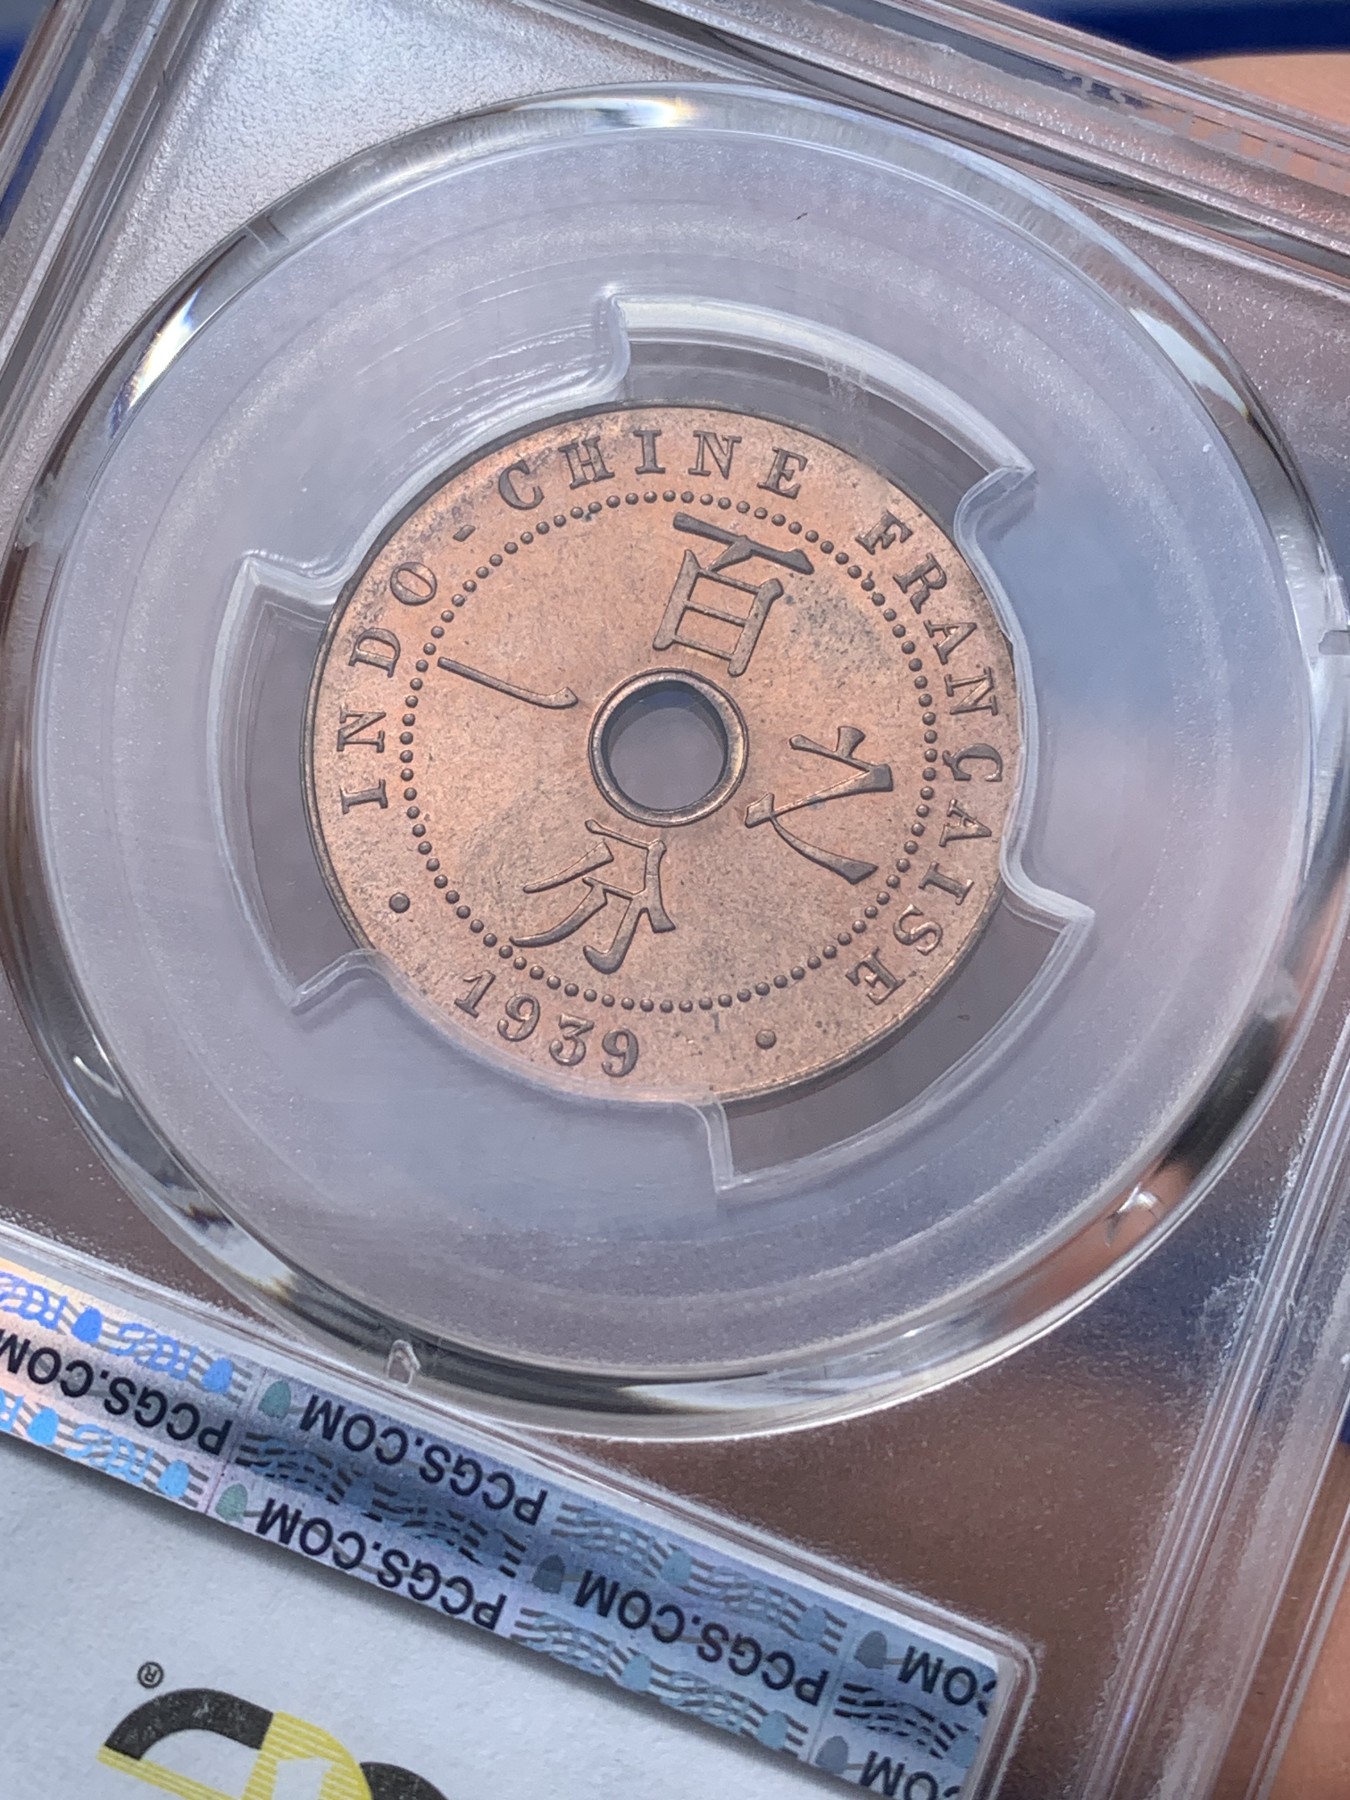 INDO-CHINE FRANÇAISE
百
分
之
一
• 1939 •
PCGS.COM
PCGS.COM
PCGS.COM
PCGS.COM
®